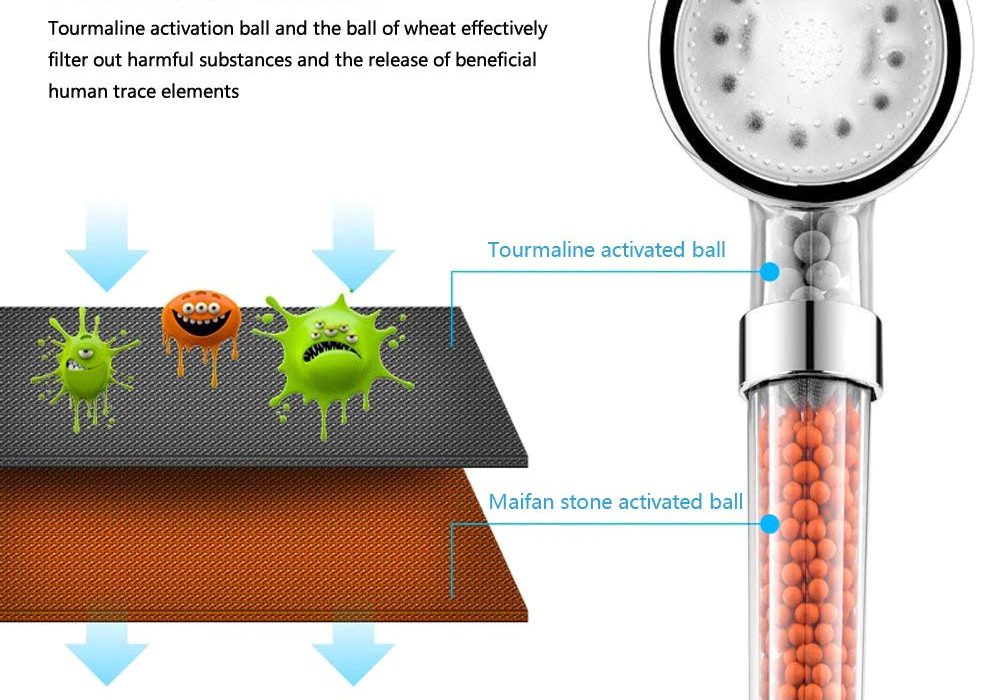 Tourmaline activation ball and the ball of wheat effectively
filter out harmful substances and the release of beneficial
human trace elements
Tourmaline activated ball
Maifan stone activated ball